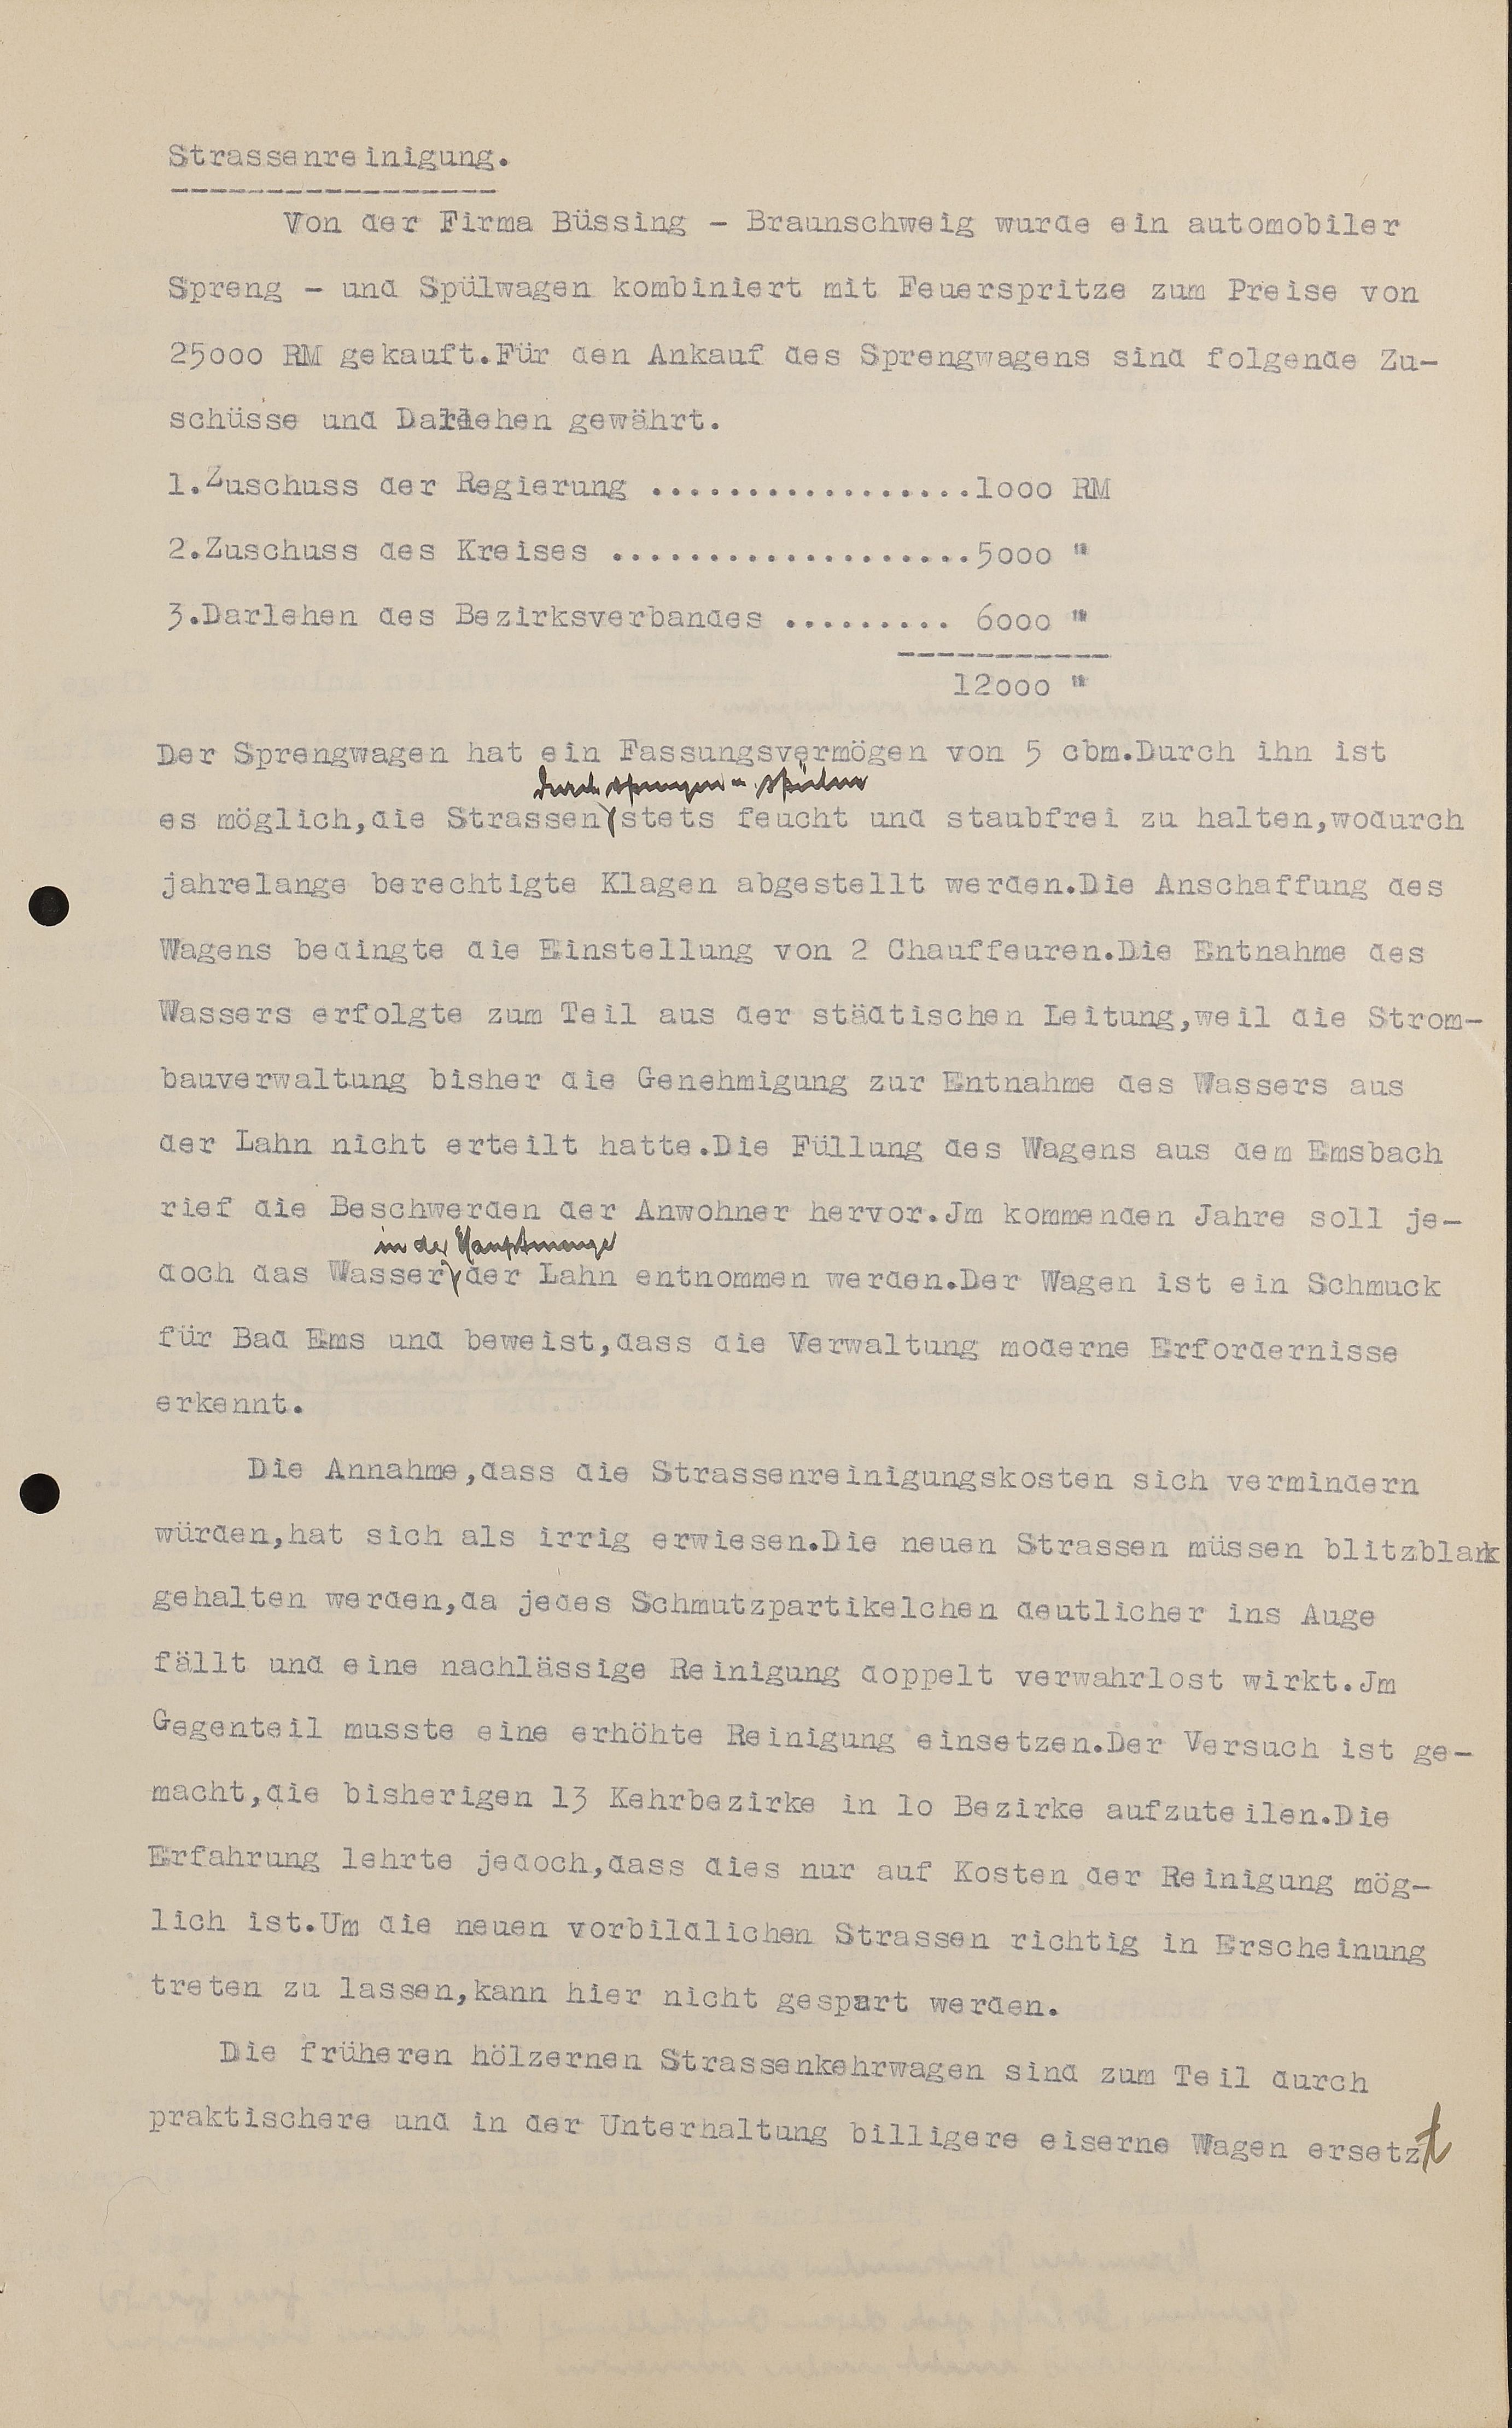 Strassenreinigung.
Von der Firma Büssing - Braunschweig wurde ein automobiler
Spreng - und Spülwagen kombiniert mit Feuerspritze zum Preise von
25ooo RM gekauft.Für den Ankauf des Sprengwagens sind folgende Zu-
schüsse und Darlehen gewährt.
1.Zuschuss der Regierung .................1ooo RM
2.Zuschuss des Kreises ...................5ooo "
3.Darlehen des Bezirksverbandes ......... 6ooo "
12ooo "
Der Sprengwagen hat ein Fassungsvermögen von 5 cbm.Durch ihn ist
durch sprengen u. spülen
es möglich,die Strassen stets feucht und staubfrei zu halten,wodurch
jahrelange berechtigte Klagen abgestellt werden.Die Anschaffung des
Wagens bedingte die Einstellung von 2 Chauffeuren.Die Entnahme des
Wassers erfolgte zum Teil aus der städtischen Leitung,weil die Strom-
bauverwaltung bisher die Genehmigung zur Entnahme des Wassers aus
der Lahn nicht erteilt hatte.Die Füllung des Wagens aus dem Emsbach
rief die Beschwerden der Anwohner hervor.Jm kommenden Jahre soll je-
in der Hauptmenge
doch das Wasser der Lahn entnommen werden.Der Wagen ist ein Schmuck
für Bad Ems und beweist,dass die Verwaltung moderne Erfordernisse
erkennt.
Die Annahme,dass die Strassenreinigungskosten sich vermindern
würden,hat sich als irrig erwiesen.Die neuen Strassen müssen blitzblank
gehalten werden,da jedes Schmutzpartikelchen deutlicher ins Auge
fällt und eine nachlässige Reinigung doppelt verwahrlost wirkt.Jm
Gegenteil musste eine erhöhte Reinigung einsetzen.Der Versuch ist ge-
macht,die bisherigen 13 Kehrbezirke in 1o Bezirke aufzuteilen.Die
Erfahrung lehrte jedoch,dass dies nur auf Kosten der Reinigung mög-
lich ist.Um die neuen vorbildlichen Strassen richtig in Erscheinung
treten zu lassen,kann hier nicht gespart werden.
Die früheren hölzernen Strassenkehrwagen sind zum Teil durch
praktischere und in der Unterhaltung billigere eiserne Wagen ersetzt